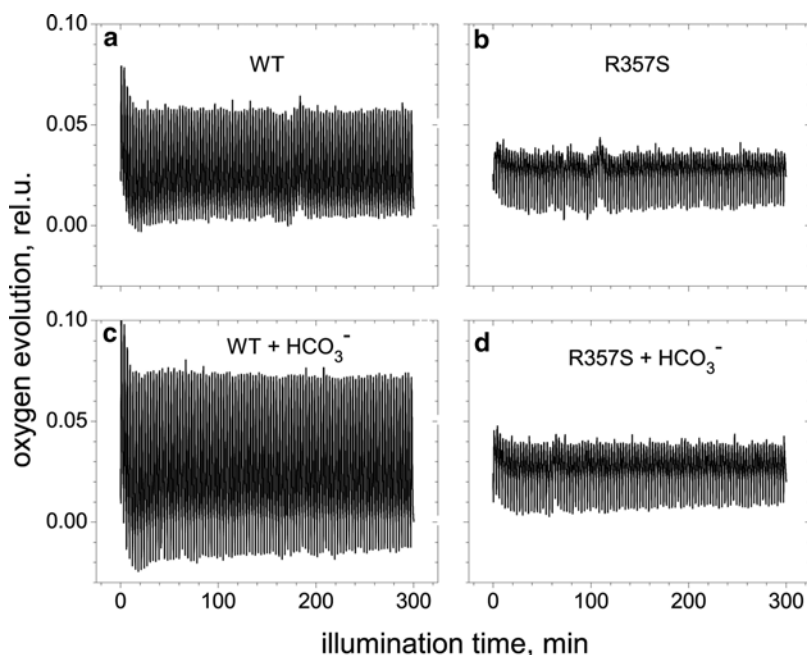 0.10
a
WT
b
R357S
0.05
0.00
0.10
c
WT + HCO₃⁻
d
R357S + HCO₃⁻
0.05
0.00
oxygen evolution, rel.u.
0 100 200 300 0 100 200 300
illumination time, min